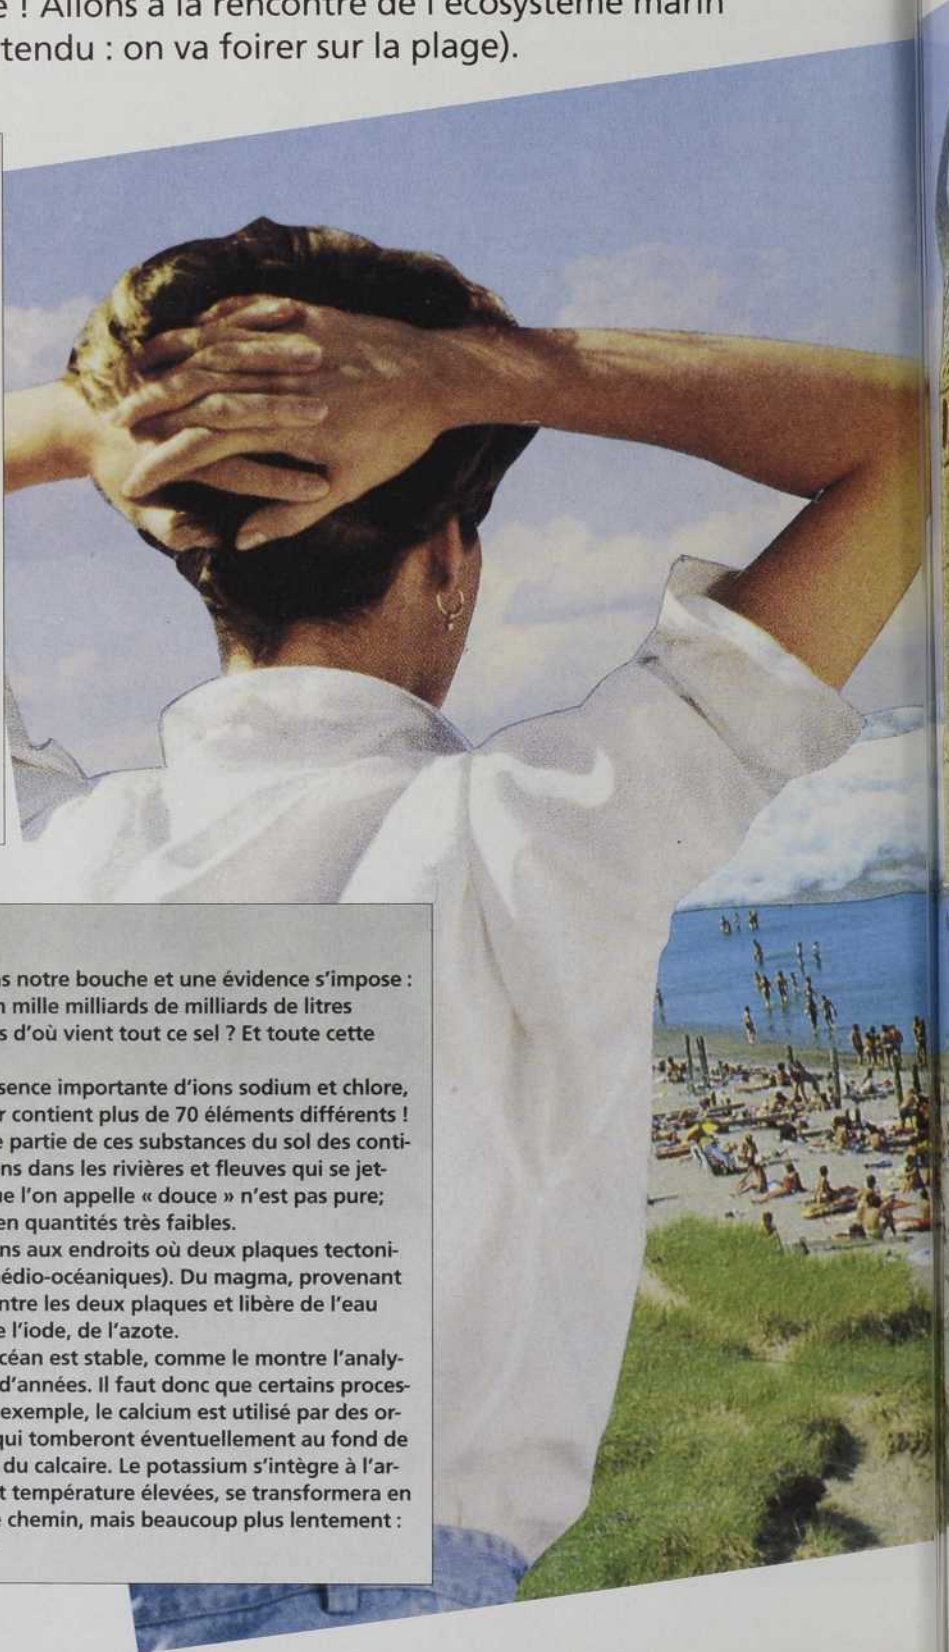 ! Allons à la rencontre de l'écosystème marin
tendu : on va foirer sur la plage).
notre bouche et une évidence s'impose :
mille milliards de milliards de litres
d'où vient tout ce sel ? Et toute cette
importante d'ions sodium et chlore,
contient plus de 70 éléments différents !
partie de ces substances du sol des conti-
dans les rivières et fleuves qui se jet-
l'on appelle « douce » n'est pas pure;
en quantités très faibles.
aux endroits où deux plaques tectoni-
médio-océaniques). Du magma, provenant
entre les deux plaques et libère de l'eau
l'iode, de l'azote.
océan est stable, comme le montre l'analy-
d'années. Il faut donc que certains proces-
exemple, le calcium est utilisé par des or-
qui tomberont éventuellement au fond de
du calcaire. Le potassium s'intègre à l'ar-
température élevées, se transformera en
chemin, mais beaucoup plus lentement :